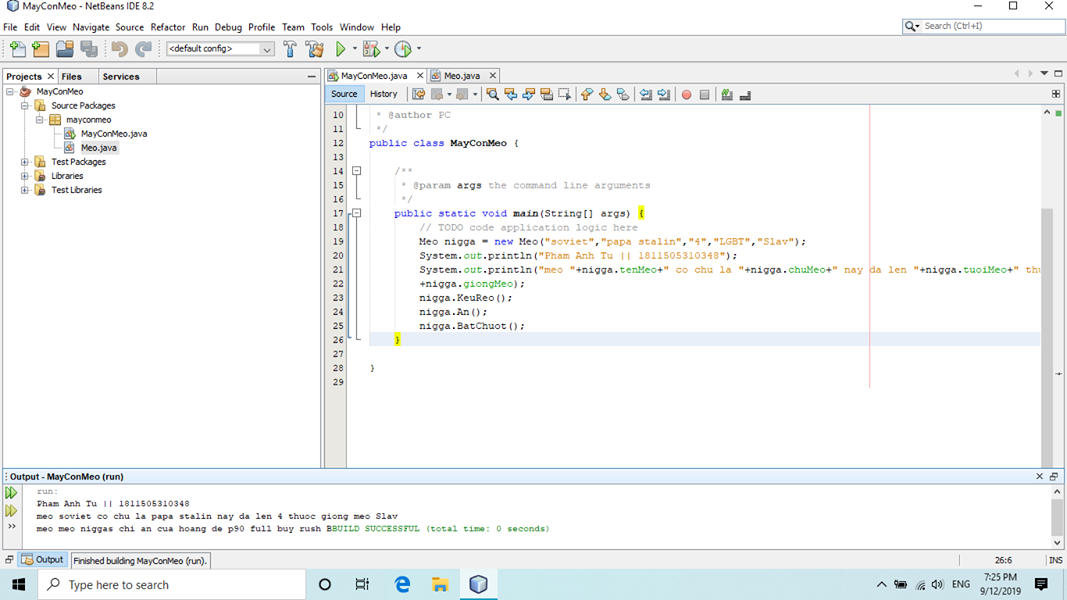 MayConMeo - NetBeans IDE 8.2
File Edit View Navigate Source Refactor Run Debug Profile Team Tools Window Help
Search (Ctrl+I)
<default config>
Projects Files Services
MayConMeo
Source Packages
mayconmeo
MayConMeo.java
Meo.java
Test Packages
Libraries
Test Libraries
MayConMeo.java Meo.java
Source History
10 * @author PC
11 */
12 public class MayConMeo {
13
14 /**
15 * @param args the command line arguments
16 */
17 public static void main(String[] args) {
18 // TODO code application logic here
19 Meo nigga = new Meo("soviet","papa stalin","4","LGBT","Slav");
20 System.out.println("Pham Anh Tu || 1811505310348");
21 System.out.println("meo "+nigga.tenMeo+" co chu la "+nigga.chuMeo+" nay da len "+nigga.tuoiMeo+" thu
22 +nigga.giongMeo);
23 nigga.KeuReo();
24 nigga.An();
25 nigga.BatChuot();
26 }
27
28 }
29
Output - MayConMeo (run)
run:
Pham Anh Tu || 1811505310348
meo soviet co chu la papa stalin nay da len 4 thuoc giong meo Slav
meo meo niggas chi an cua hoang de p90 full buy rush BBUILD SUCCESSFUL (total time: 0 seconds)
Output
Finished building MayConMeo (run).
26:6 INS
Type here to search
ENG
7:25 PM
9/12/2019